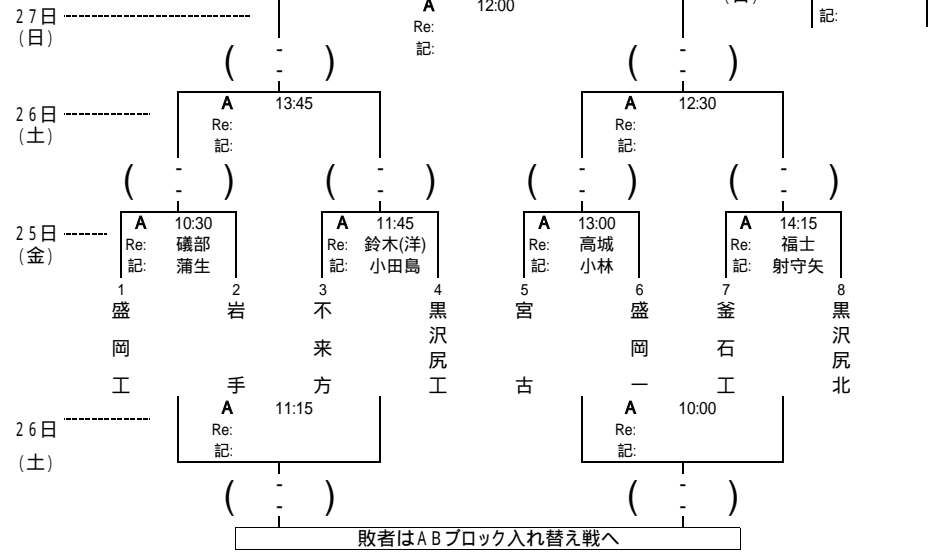 27日
(日)
A 12:00
Re:
記:
記:
( - - ) ( - - )
26日
(土)
A 13:45 A 12:30
Re: Re:
記: 記:
( - - ) ( - - ) ( - - ) ( - - )
25日
(金)
A 10:30 A 11:45 A 13:00 A 14:15
Re: 礒部 Re: 鈴木(洋) Re: 高城 Re: 福士
記: 蒲生 記: 小田島 記: 小林 記: 射守矢
1 2 3 4 5 6 7 8
盛岡工 岩手 不来方 黒沢尻工 宮古 盛岡一 釜石工 黒沢尻北
26日
(土)
A 11:15 A 10:00
Re: Re:
記: 記:
( - - ) ( - - )
敗者はABブロック入れ替え戦へ